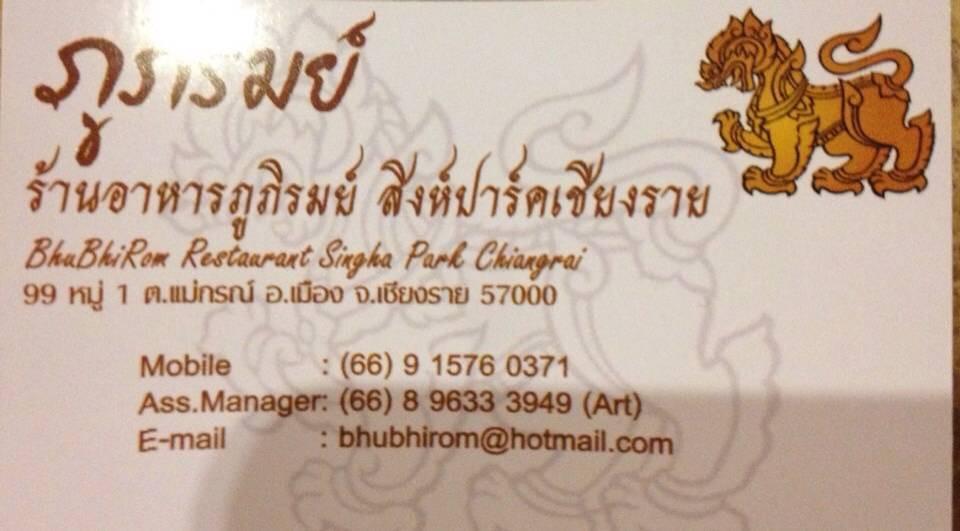 ภูภิรมย์
ร้านอาหารภูภิรมย์ สิงห์ปาร์คเชียงราย
BhuBhiRom Restaurant Singha Park Chiangrai
99 หมู่ 1 ต.แม่กรณ์ อ.เมือง จ.เชียงราย 57000
Mobile : (66) 9 1576 0371
Ass.Manager: (66) 8 9633 3949 (Art)
E-mail : bhubhirom@hotmail.com